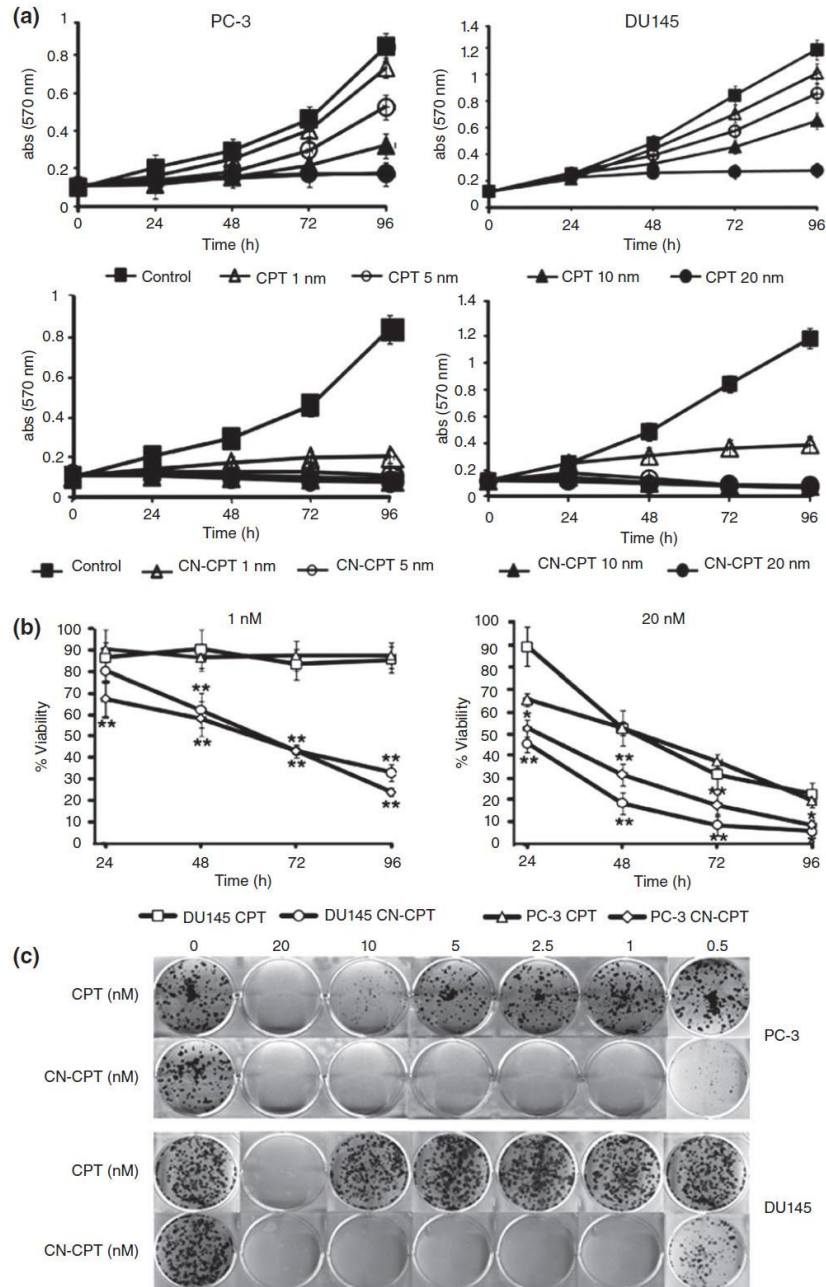 (a)
PC-3
DU145
abs (570 nm)
1
0.8
0.6
0.4
0.2
0
0 24 48 72 96
Time (h)
abs (570 nm)
1.4
1.2
1
0.8
0.6
0.4
0.2
0
0 24 48 72 96
Time (h)
Control CPT 1 nm CPT 5 nm CPT 10 nm CPT 20 nm
abs (570 nm)
1
0.8
0.6
0.4
0.2
0
0 24 48 72 96
Time (h)
abs (570 nm)
1.4
1.2
1
0.8
0.6
0.4
0.2
0
0 24 48 72 96
Time (h)
Control CN-CPT 1 nm CN-CPT 5 nm CN-CPT 10 nm CN-CPT 20 nm
(b)
1 nM
% Viability
100
90
80
70
60
50
40
30
20
10
0
** ** ** ** ** ** **
24 48 72 96
Time (h)
20 nM
% Viability
100
90
80
70
60
50
40
30
20
10
0
* ** ** ** ** ** * *
24 48 72 96
Time (h)
DU145 CPT DU145 CN-CPT PC-3 CPT PC-3 CN-CPT
(c)
0 20 10 5 2.5 1 0.5
CPT (nM)
PC-3
CN-CPT (nM)
CPT (nM)
DU145
CN-CPT (nM)